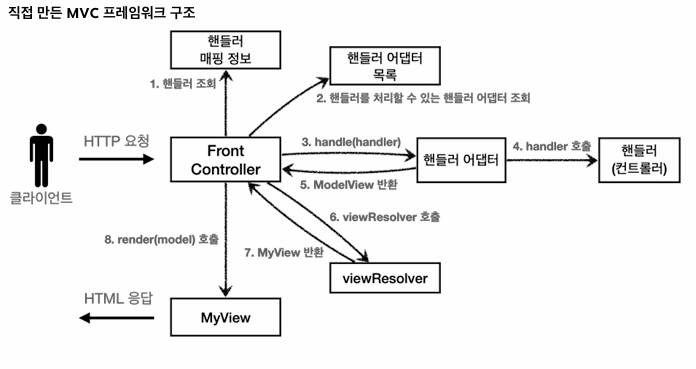 직접 만든 MVC 프레임워크 구조
핸들러
매핑 정보
핸들러 어댑터
목록
1. 핸들러 조회
2. 핸들러를 처리할 수 있는 핸들러 어댑터 조회
HTTP 요청
Front
Controller
3. handle(handler)
핸들러 어댑터
4. handler 호출
핸들러
(컨트롤러)
5. ModelView 반환
클라이언트
6. viewResolver 호출
8. render(model) 호출
7. MyView 반환
viewResolver
HTML 응답
MyView